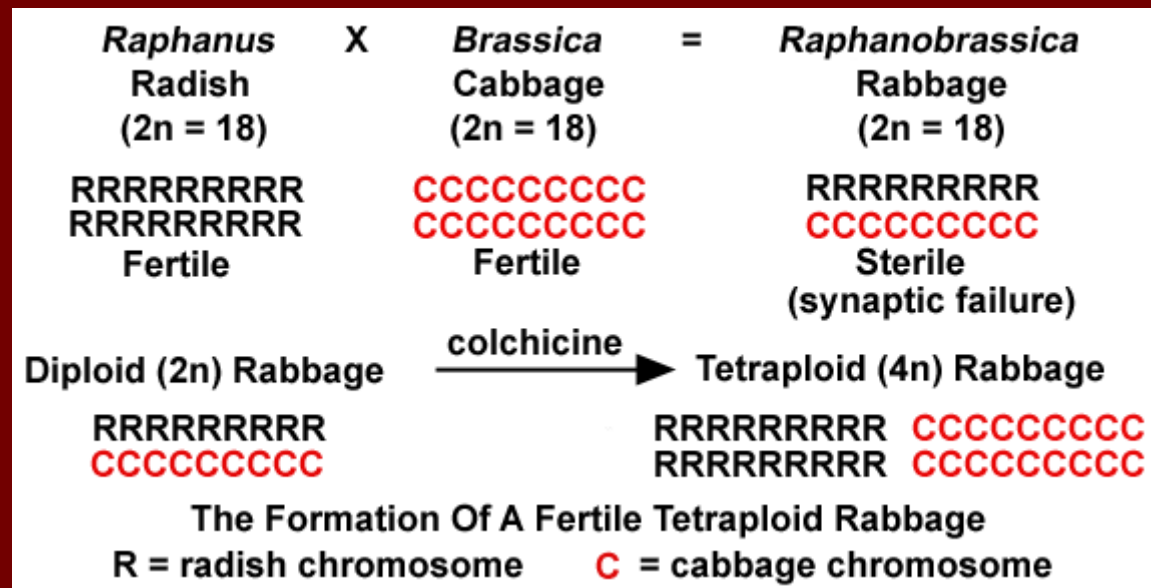 Raphanus X Brassica = Raphanobrassica
Radish Cabbage Rabbage
(2n = 18) (2n = 18) (2n = 18)
RRRRRRRRR CCCCCCCCC RRRRRRRRR
RRRRRRRRR CCCCCCCCC CCCCCCCCC
Fertile Fertile Sterile
(synaptic failure)
colchicine
Diploid (2n) Rabbage Tetraploid (4n) Rabbage
RRRRRRRRR RRRRRRRRR CCCCCCCCC
CCCCCCCCC RRRRRRRRR CCCCCCCCC
The Formation Of A Fertile Tetraploid Rabbage
R = radish chromosome C = cabbage chromosome